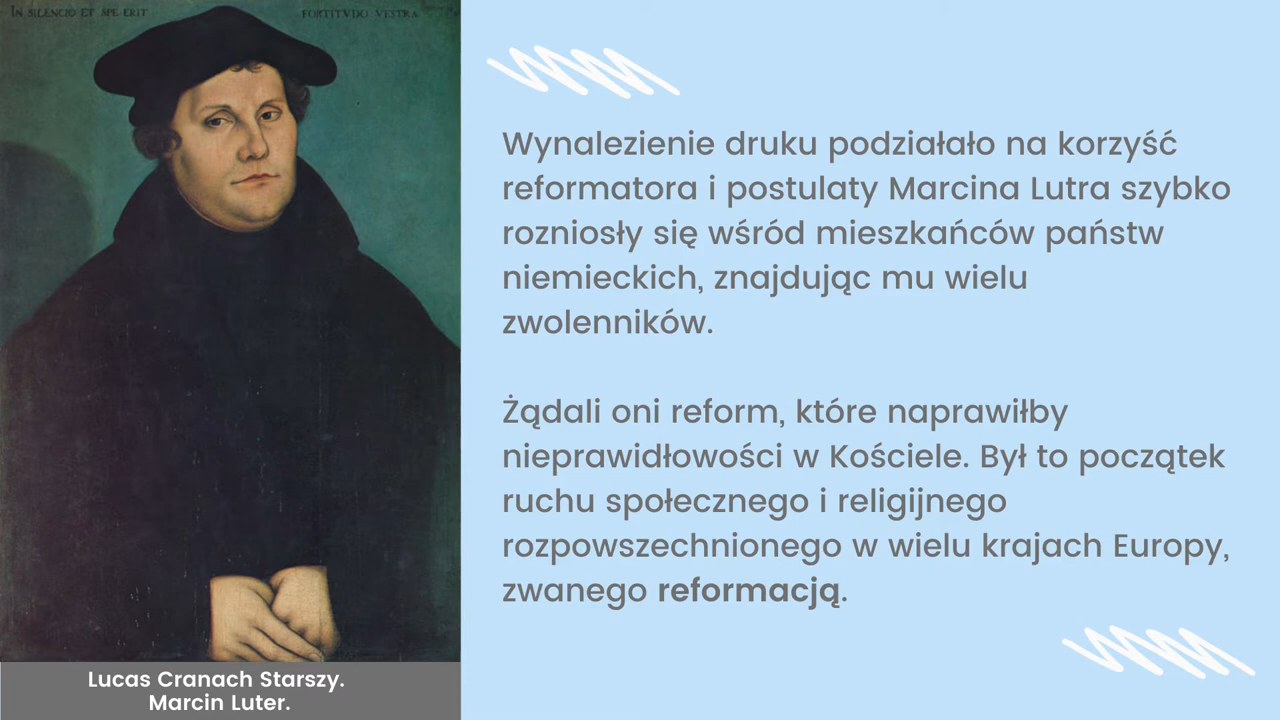 IN SILENCIO ET SPE ERIT FORTITVDO VESTRA
Wynalezienie druku podziałało na korzyść
reformatora i postulaty Marcina Lutra szybko
rozniosły się wśród mieszkańców państw
niemieckich, znajdując mu wielu
zwolenników.
Żądali oni reform, które naprawiłby
nieprawidłowości w Kościele. Był to początek
ruchu społecznego i religijnego
rozpowszechnionego w wielu krajach Europy,
zwanego reformacją.
Lucas Cranach Starszy.
Marcin Luter.